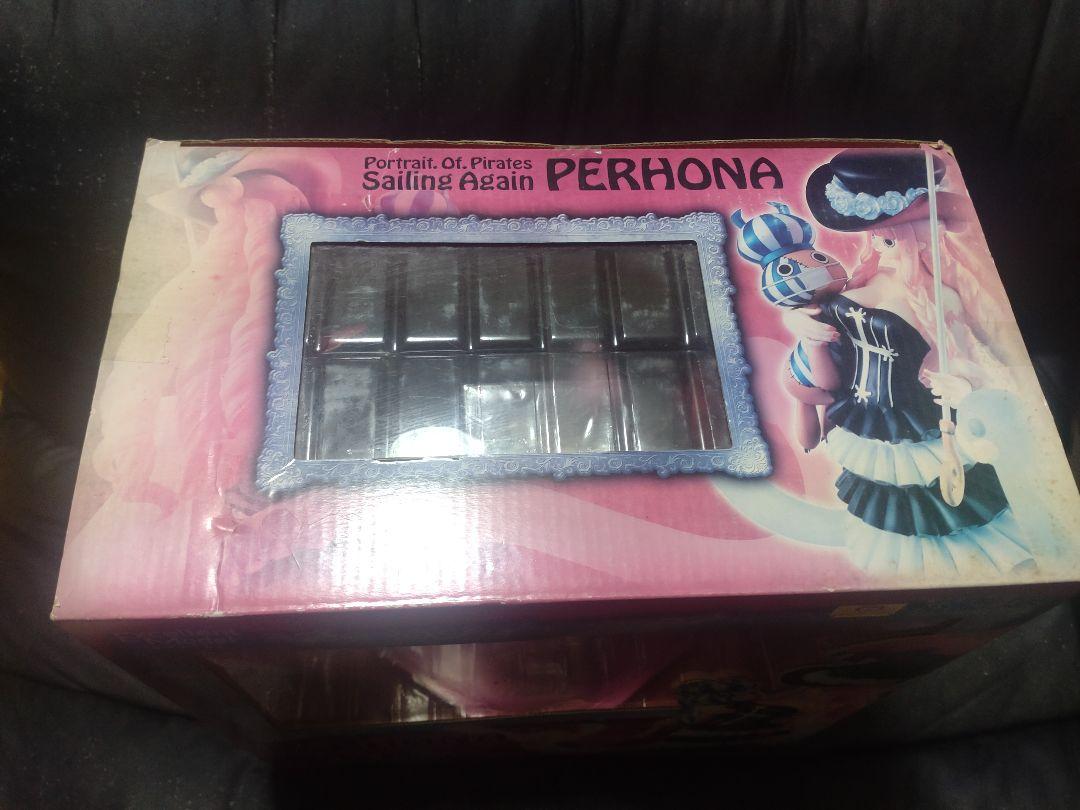 Portrait. Of. Pirates
Sailing Again PERHONA